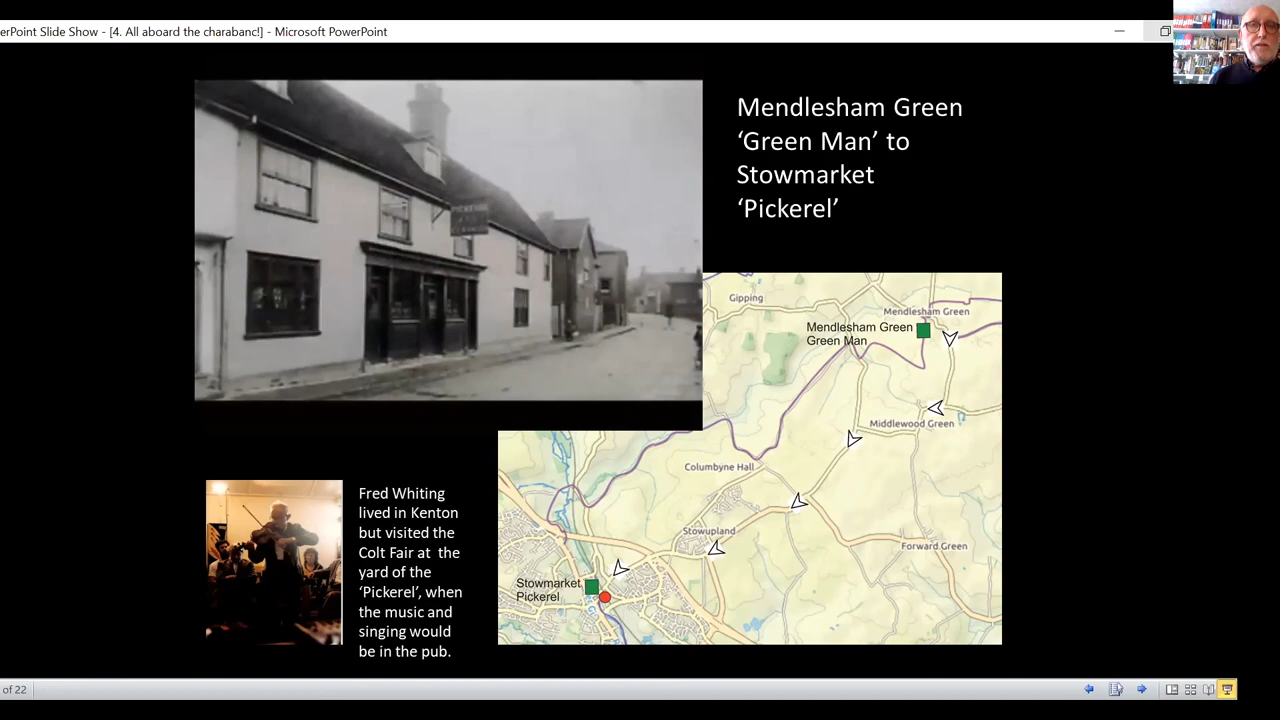 erPoint Slide Show - [4. All aboard the charabanc!] - Microsoft PowerPoint
Mendlesham Green
‘Green Man’ to
Stowmarket
‘Pickerel’
Gipping
Mendlesham Green
Mendlesham Green
Green Man
Middlewood Green
Columbyne Hall
Stowupland
Forward Green
Stowmarket
Pickerel
Fred Whiting
lived in Kenton
but visited the
Colt Fair at the
yard of the
‘Pickerel’, when
the music and
singing would
be in the pub.
of 22